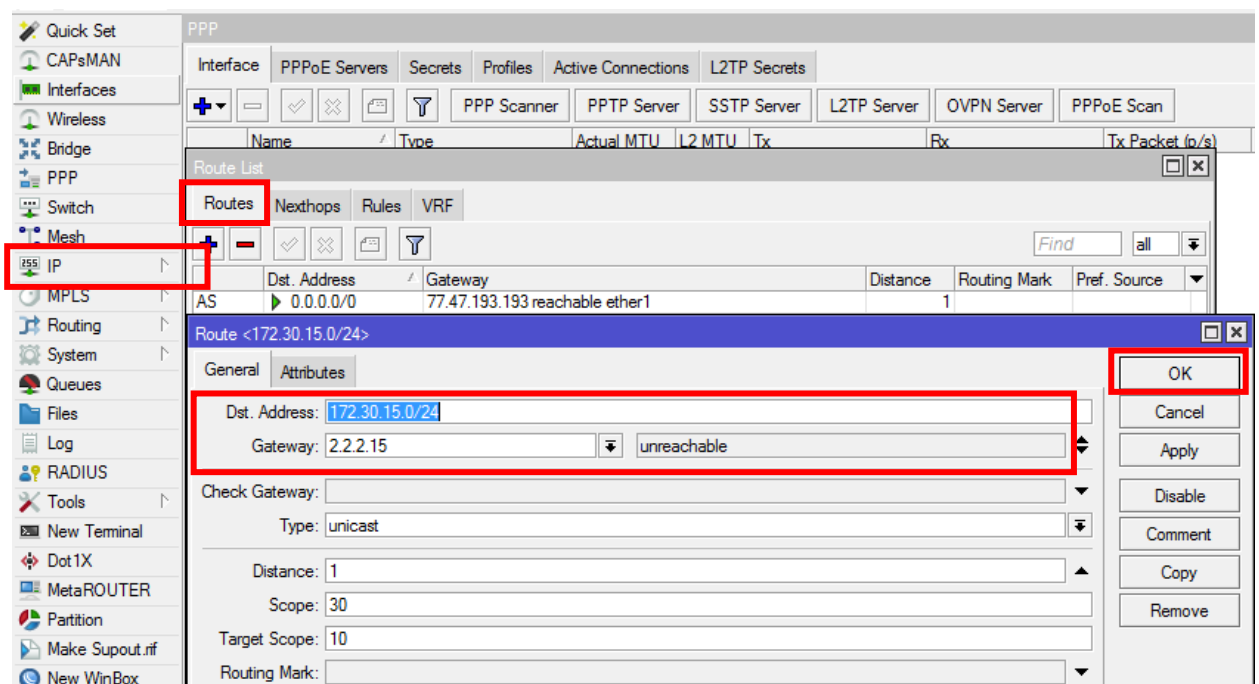 Quick Set
CAPsMAN
Interfaces
Wireless
Bridge
PPP
Switch
Mesh
255 IP
MPLS
Routing
System
Queues
Files
Log
RADIUS
Tools
New Terminal
Dot1X
MetaROUTER
Partition
Make Supout.rif
New WinBox
PPP
Interface PPPoE Servers Secrets Profiles Active Connections L2TP Secrets
PPP Scanner PPTP Server SSTP Server L2TP Server OVPN Server PPPoE Scan
Name Type Actual MTU L2 MTU Tx Rx Tx Packet (p/s)
Route List
Routes Nexthops Rules VRF
Find all
Dst. Address Gateway Distance Routing Mark Pref. Source
AS 0.0.0.0/0 77.47.193.193 reachable ether1 1
Route <172.30.15.0/24>
General Attributes
Dst. Address: 172.30.15.0/24
Gateway: 2.2.2.15 unreachable
Check Gateway:
Type: unicast
Distance: 1
Scope: 30
Target Scope: 10
Routing Mark:
OK
Cancel
Apply
Disable
Comment
Copy
Remove